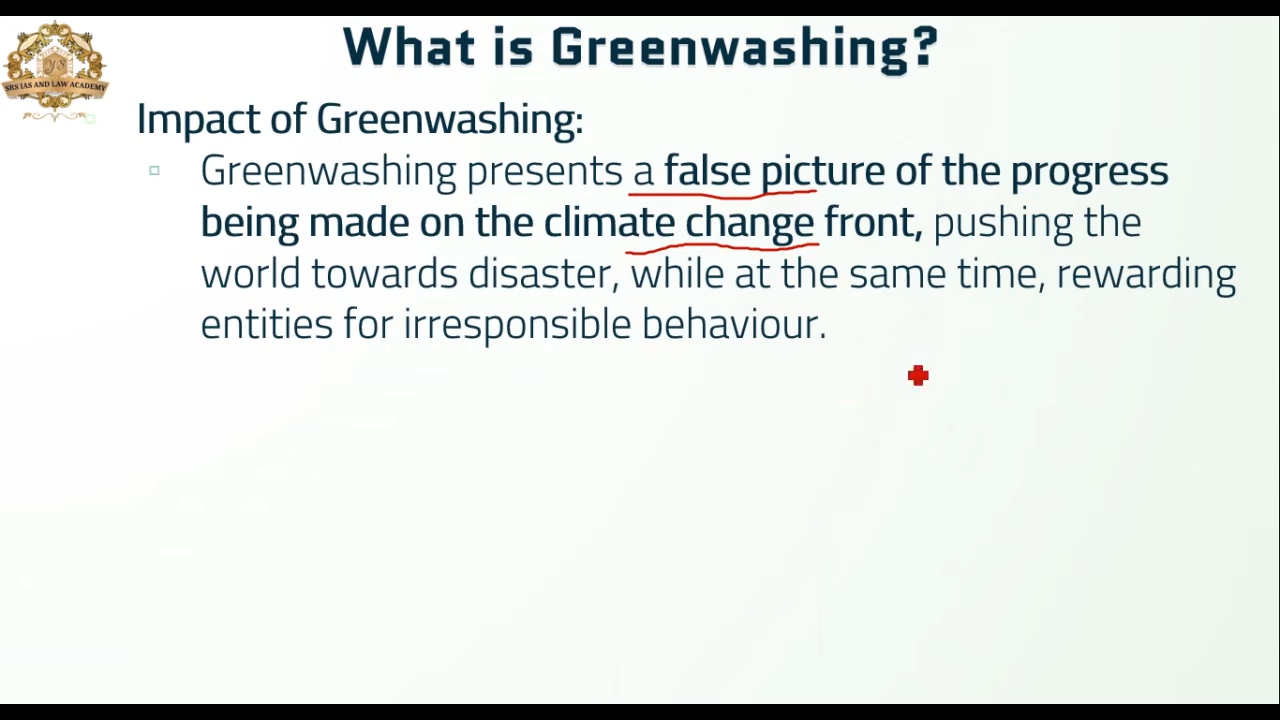 What is Greenwashing?
SRS IAS AND LAW ACADEMY
Impact of Greenwashing:
Greenwashing presents a false picture of the progress
being made on the climate change front, pushing the
world towards disaster, while at the same time, rewarding
entities for irresponsible behaviour.